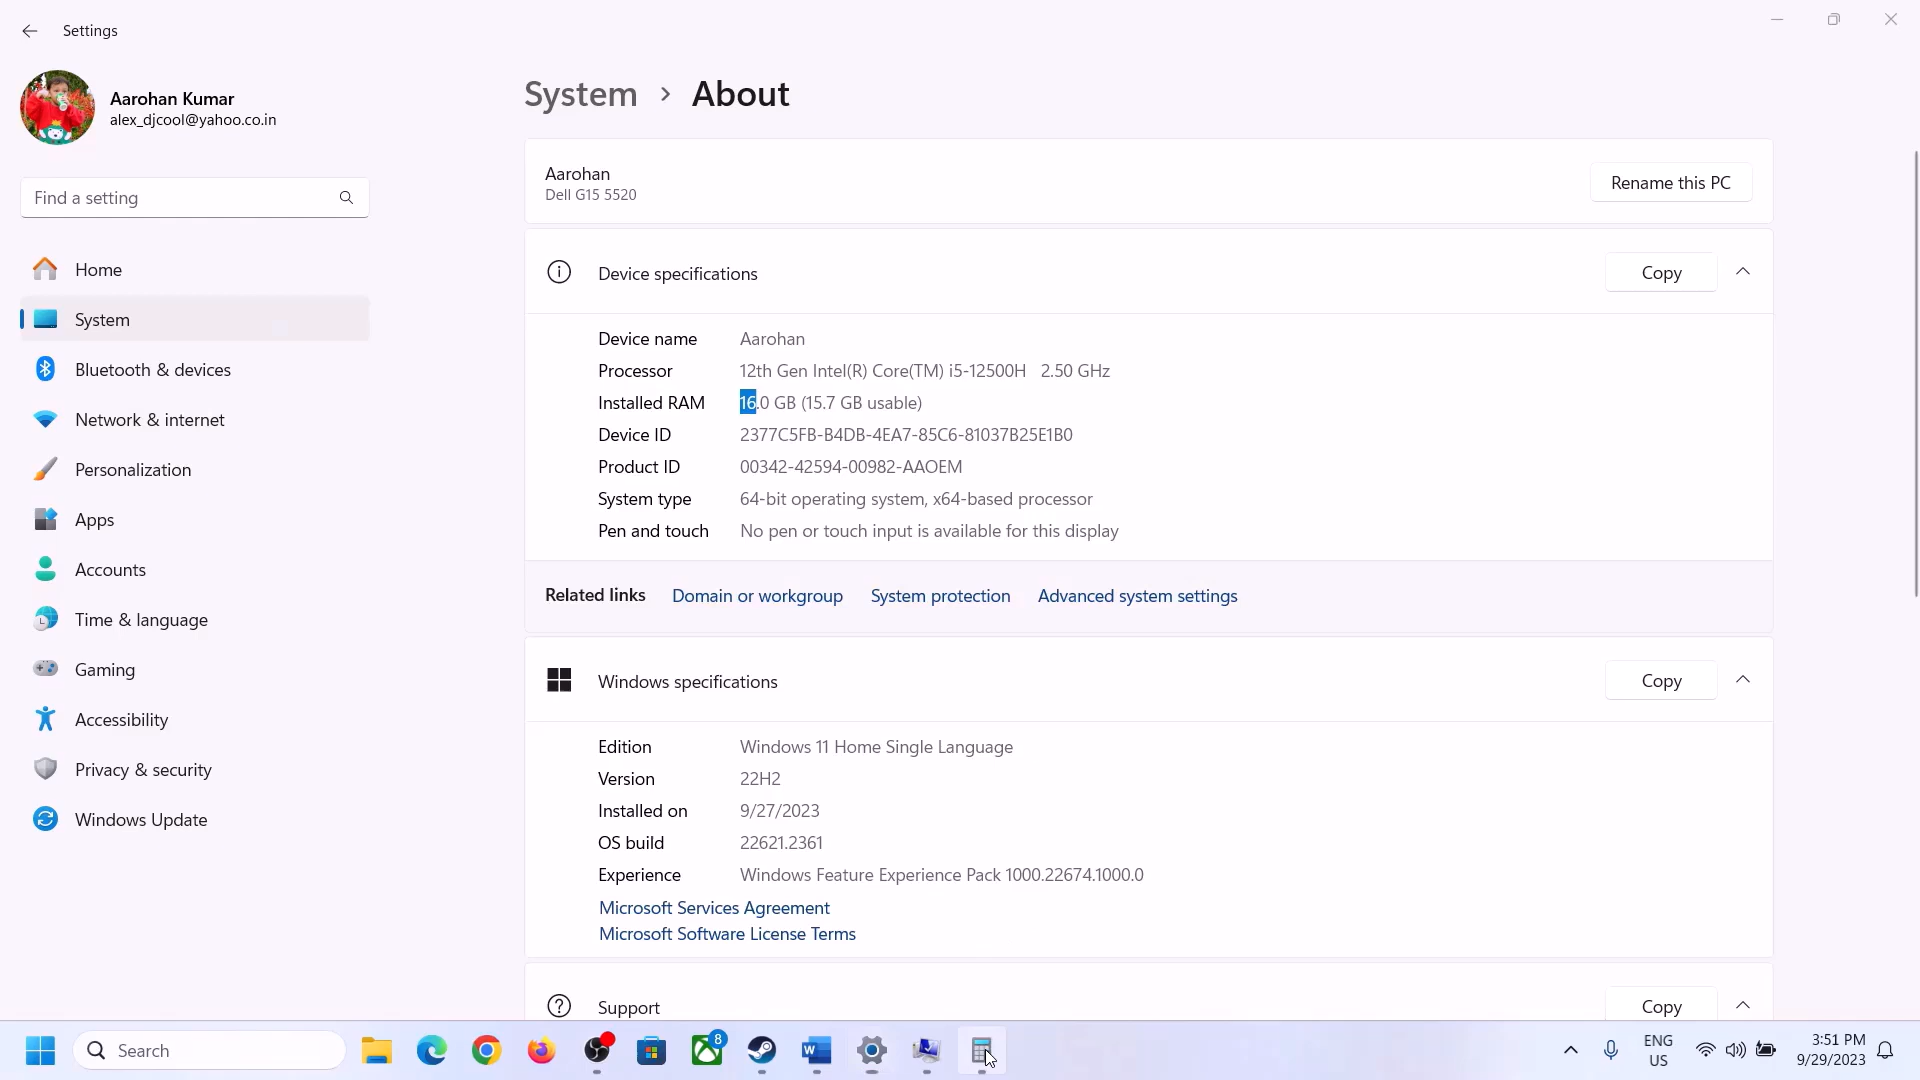 Settings
Aarohan Kumar
alex_djcool@yahoo.co.in
Find a setting
Home
System
Bluetooth & devices
Network & internet
Personalization
Apps
Accounts
Time & language
Gaming
Accessibility
Privacy & security
Windows Update
System > About
Aarohan
Dell G15 5520
Rename this PC
Device specifications
Copy
Device name Aarohan
Processor 12th Gen Intel(R) Core(TM) i5-12500H 2.50 GHz
Installed RAM 16.0 GB (15.7 GB usable)
Device ID 2377C5FB-B4DB-4EA7-85C6-81037B25E1B0
Product ID 00342-42594-00982-AAOEM
System type 64-bit operating system, x64-based processor
Pen and touch No pen or touch input is available for this display
Related links Domain or workgroup System protection Advanced system settings
Windows specifications
Copy
Edition Windows 11 Home Single Language
Version 22H2
Installed on 9/27/2023
OS build 22621.2361
Experience Windows Feature Experience Pack 1000.22674.1000.0
Microsoft Services Agreement
Microsoft Software License Terms
Support
Copy
Search
8
ENG
US
3:51 PM
9/29/2023